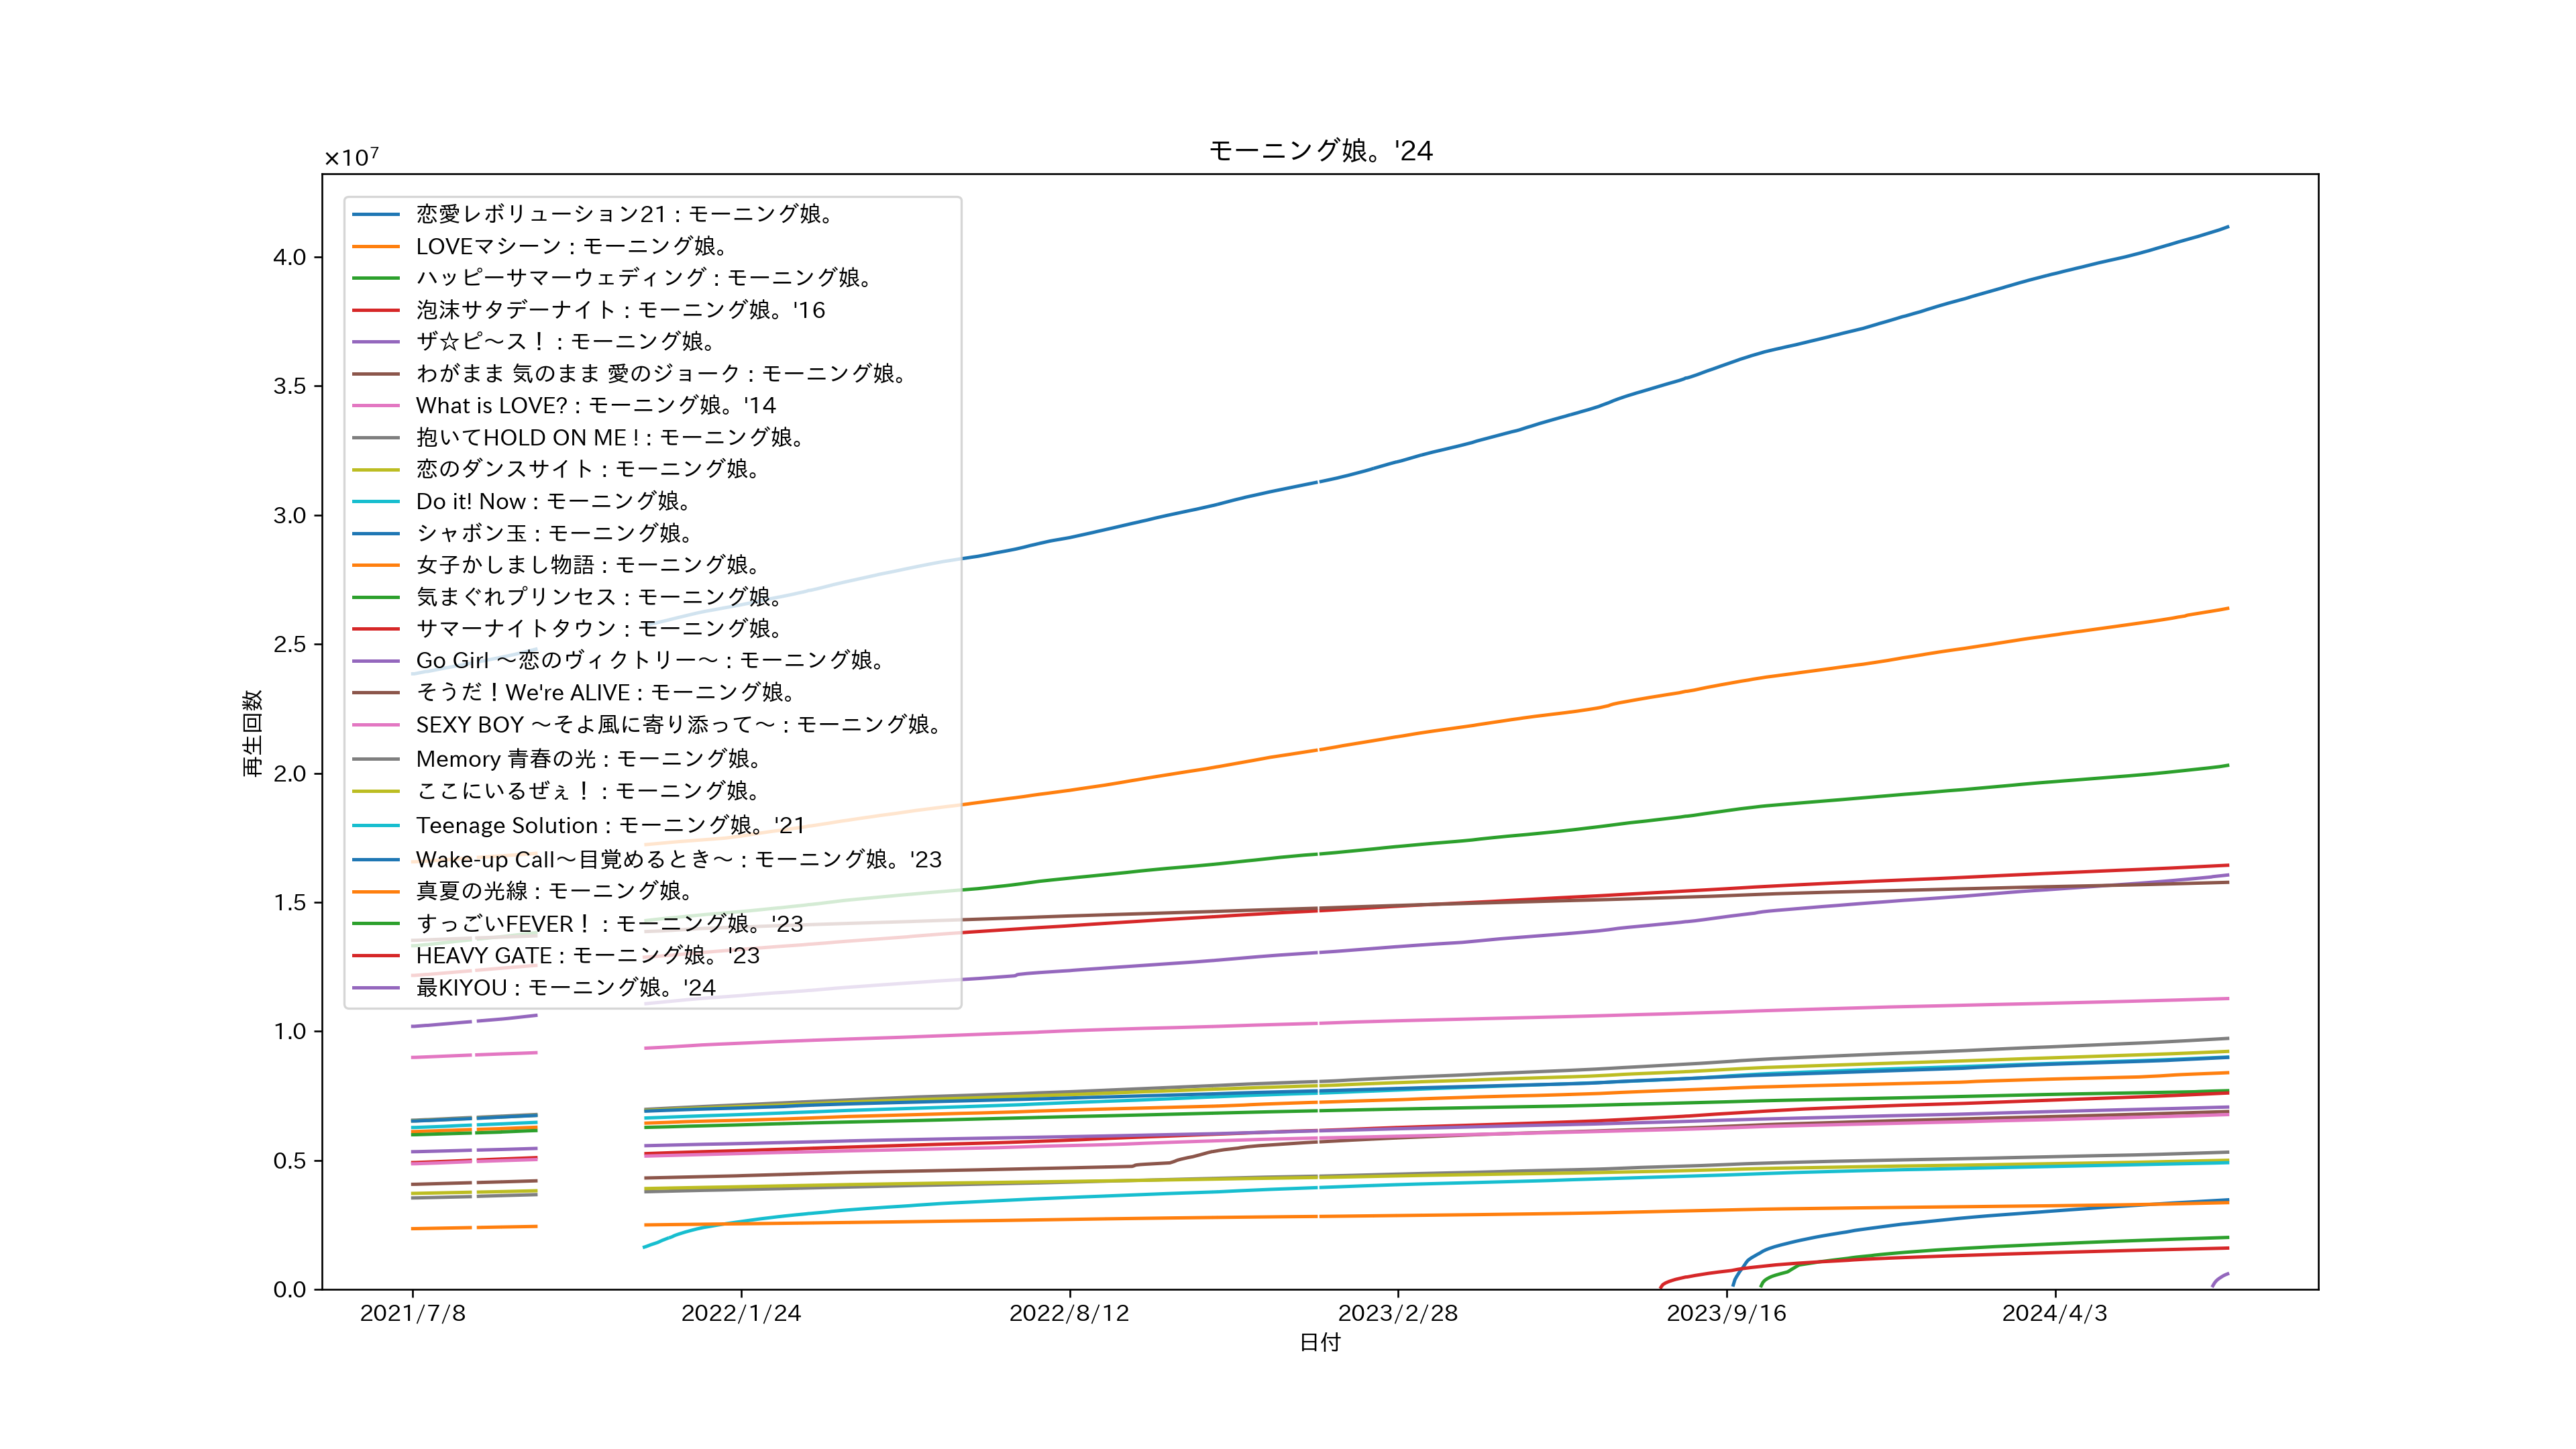 モーニング娘。'24
×10⁷
恋愛レボリューション21 : モーニング娘。
LOVEマシーン : モーニング娘。
ハッピーサマーウェディング : モーニング娘。
泡沫サタデーナイト : モーニング娘。'16
ザ☆ピ～ス！ : モーニング娘。
わがまま 気のまま 愛のジョーク : モーニング娘。
What is LOVE? : モーニング娘。'14
抱いてHOLD ON ME ! : モーニング娘。
恋のダンスサイト : モーニング娘。
Do it! Now : モーニング娘。
シャボン玉 : モーニング娘。
女子かしまし物語 : モーニング娘。
気まぐれプリンセス : モーニング娘。
サマーナイトタウン : モーニング娘。
Go Girl ～恋のヴィクトリー～ : モーニング娘。
そうだ！We're ALIVE : モーニング娘。
SEXY BOY ～そよ風に寄り添って～ : モーニング娘。
Memory 青春の光 : モーニング娘。
ここにいるぜぇ！ : モーニング娘。
Teenage Solution : モーニング娘。'21
Wake-up Call～目覚めるとき～ : モーニング娘。'23
真夏の光線 : モーニング娘。
すっごいFEVER！ : モーニング娘。'23
HEAVY GATE : モーニング娘。'23
最KIYOU : モーニング娘。'24
4.0
3.5
3.0
2.5
2.0
1.5
1.0
0.5
0.0
再生回数
2021/7/8
2022/1/24
2022/8/12
2023/2/28
2023/9/16
2024/4/3
日付